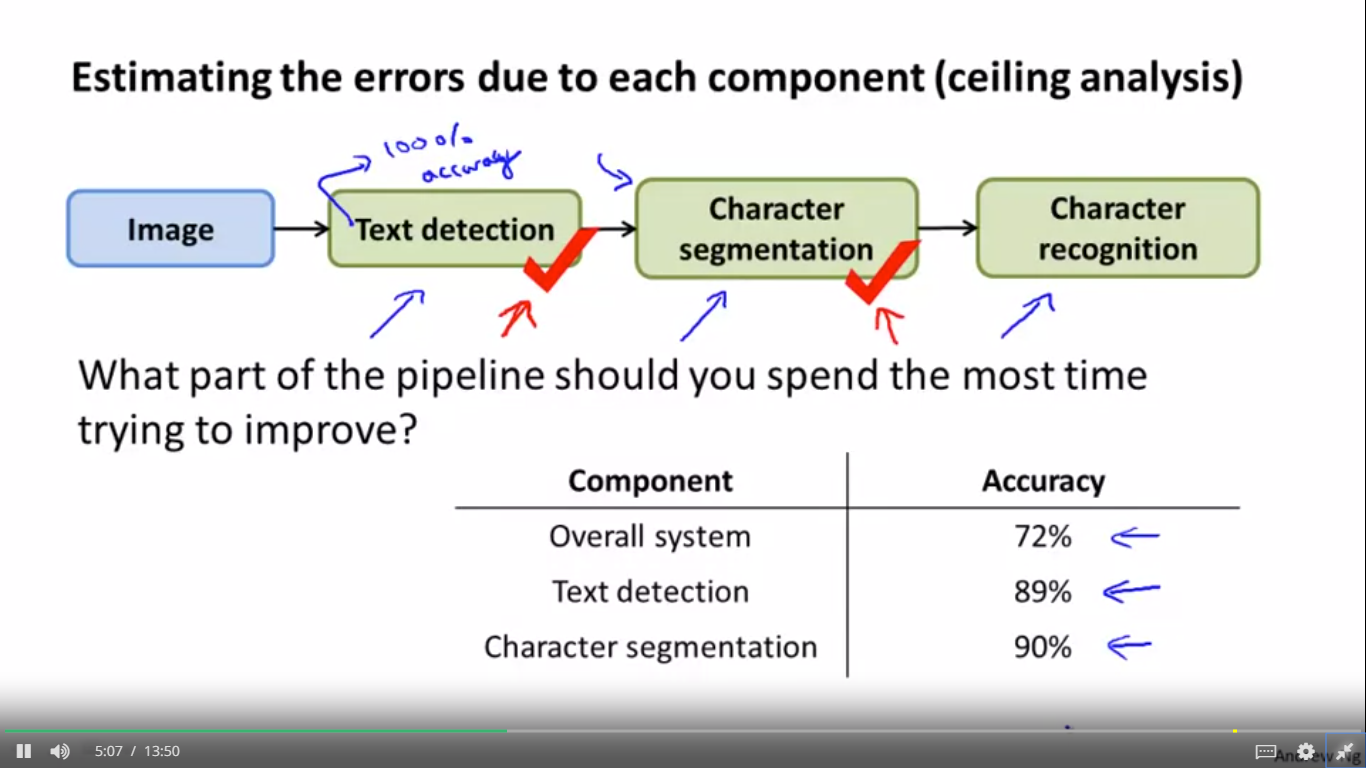 Estimating the errors due to each component (ceiling analysis)
100%
accuracy
Image
Text detection
Character
segmentation
Character
recognition
What part of the pipeline should you spend the most time
trying to improve?
Component Accuracy
Overall system 72%
Text detection 89%
Character segmentation 90%
5:07 / 13:50
Andrew Ng